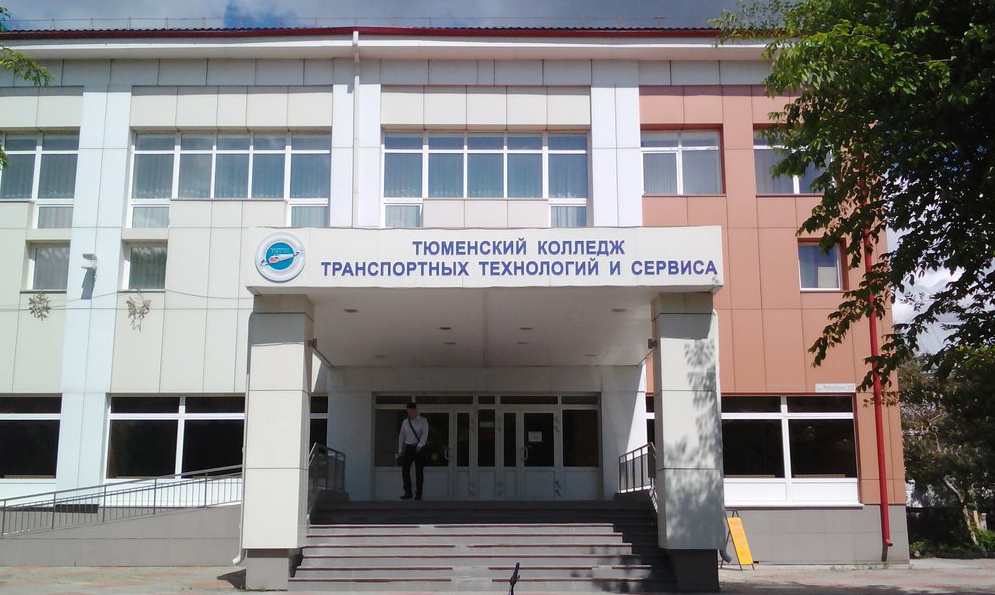 ТЮМЕНСКИЙ КОЛЛЕДЖ
ТРАНСПОРТНЫХ ТЕХНОЛОГИЙ И СЕРВИСА